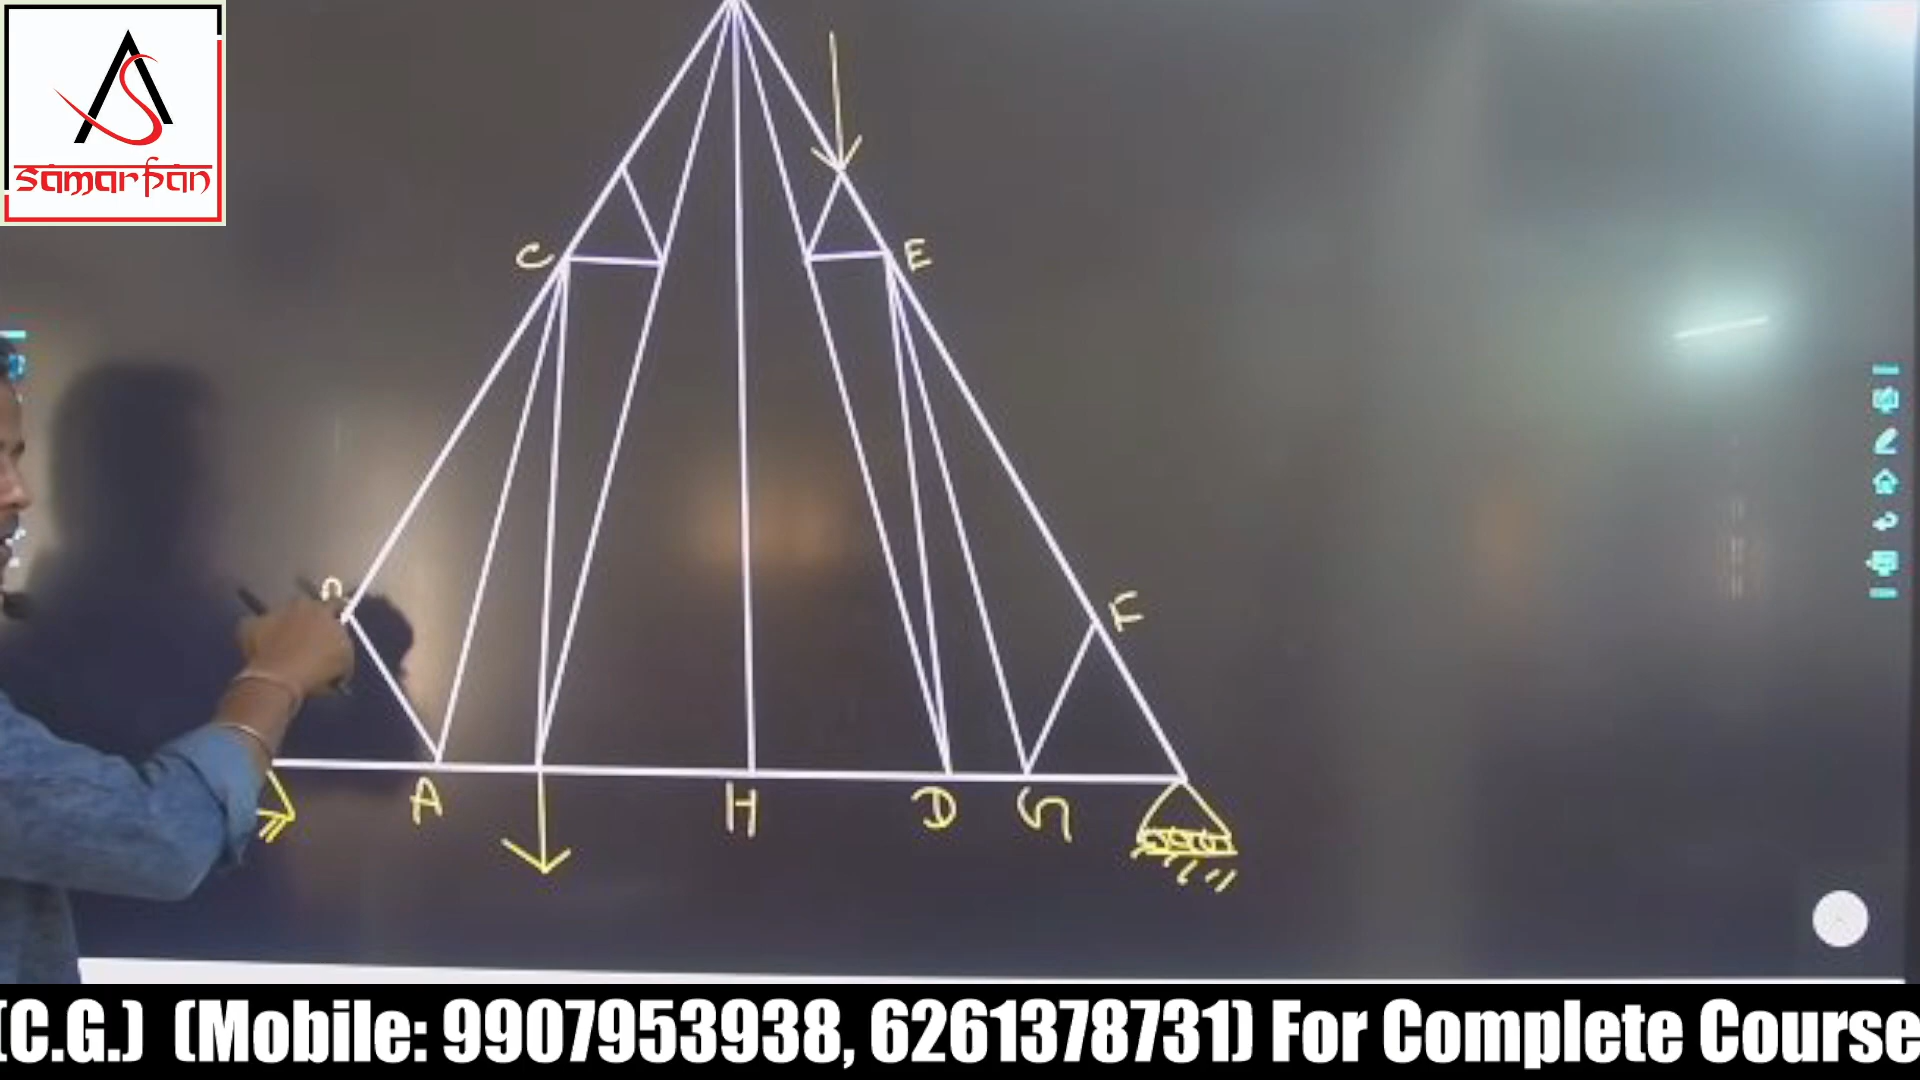 samarpan
C
E
F
A
H
D
G
(C.G.) (Mobile: 9907953938, 6261378731) For Complete Course